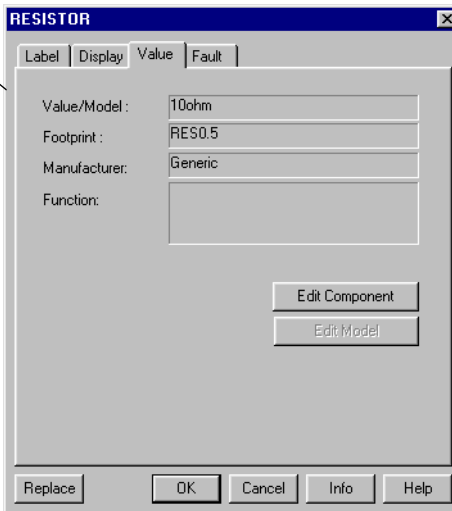 RESISTOR
Label Display Value Fault
Value/Model : 10ohm
Footprint : RES0.5
Manufacturer: Generic
Function:
Edit Component
Edit Model
Replace OK Cancel Info Help